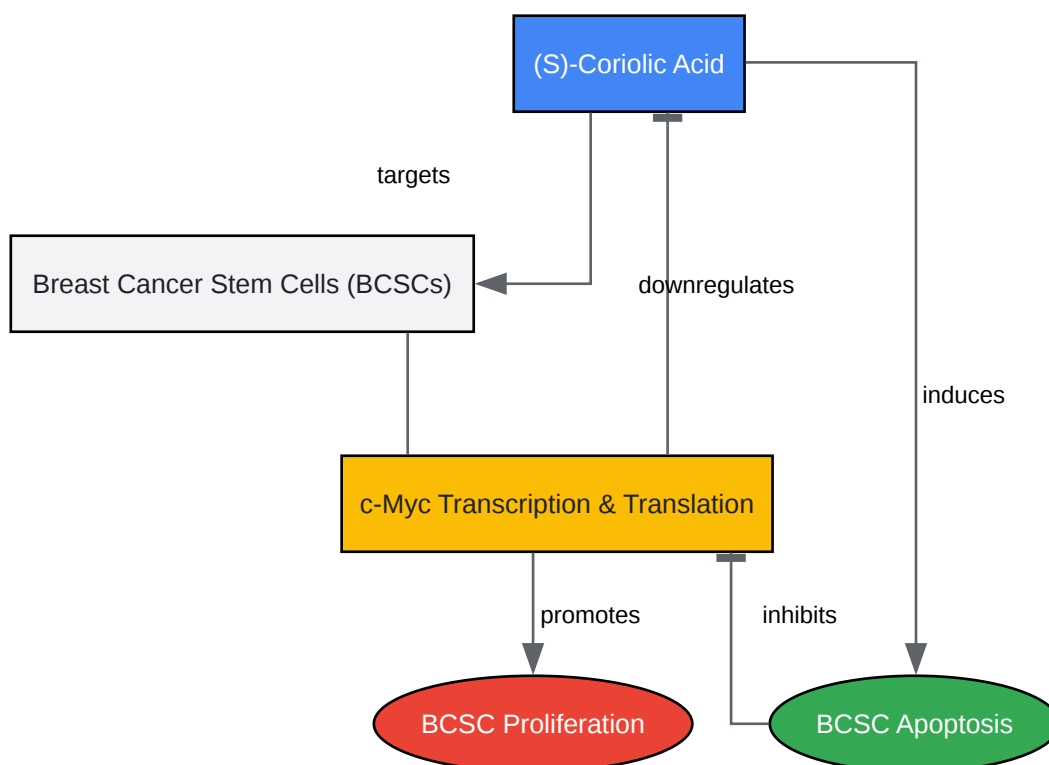 (S)-Coriolic Acid
targets
Breast Cancer Stem Cells (BCSCs)
downregulates
induces
c-Myc Transcription & Translation
promotes
inhibits
BCSC Proliferation
BCSC Apoptosis